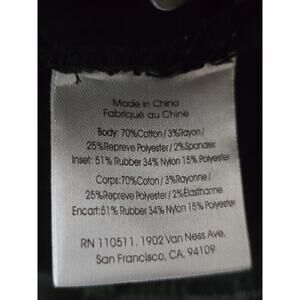 Made in China
Fabriqué au Chine
Body: 70%Cotton / 3%Rayon /
25%Repreve Polyester / 2%Spandex
Inset: 51% Rubber 34% Nylon 15% Polyester
Corps:70%Coton / 3%Rayonne /
25%Repreve Polyester / 2%Élasthanne
Encart:51% Rubber 34% Nylon 15% Polyester
RN 110511. 1902 Van Ness Ave,
San Francisco, CA, 94109